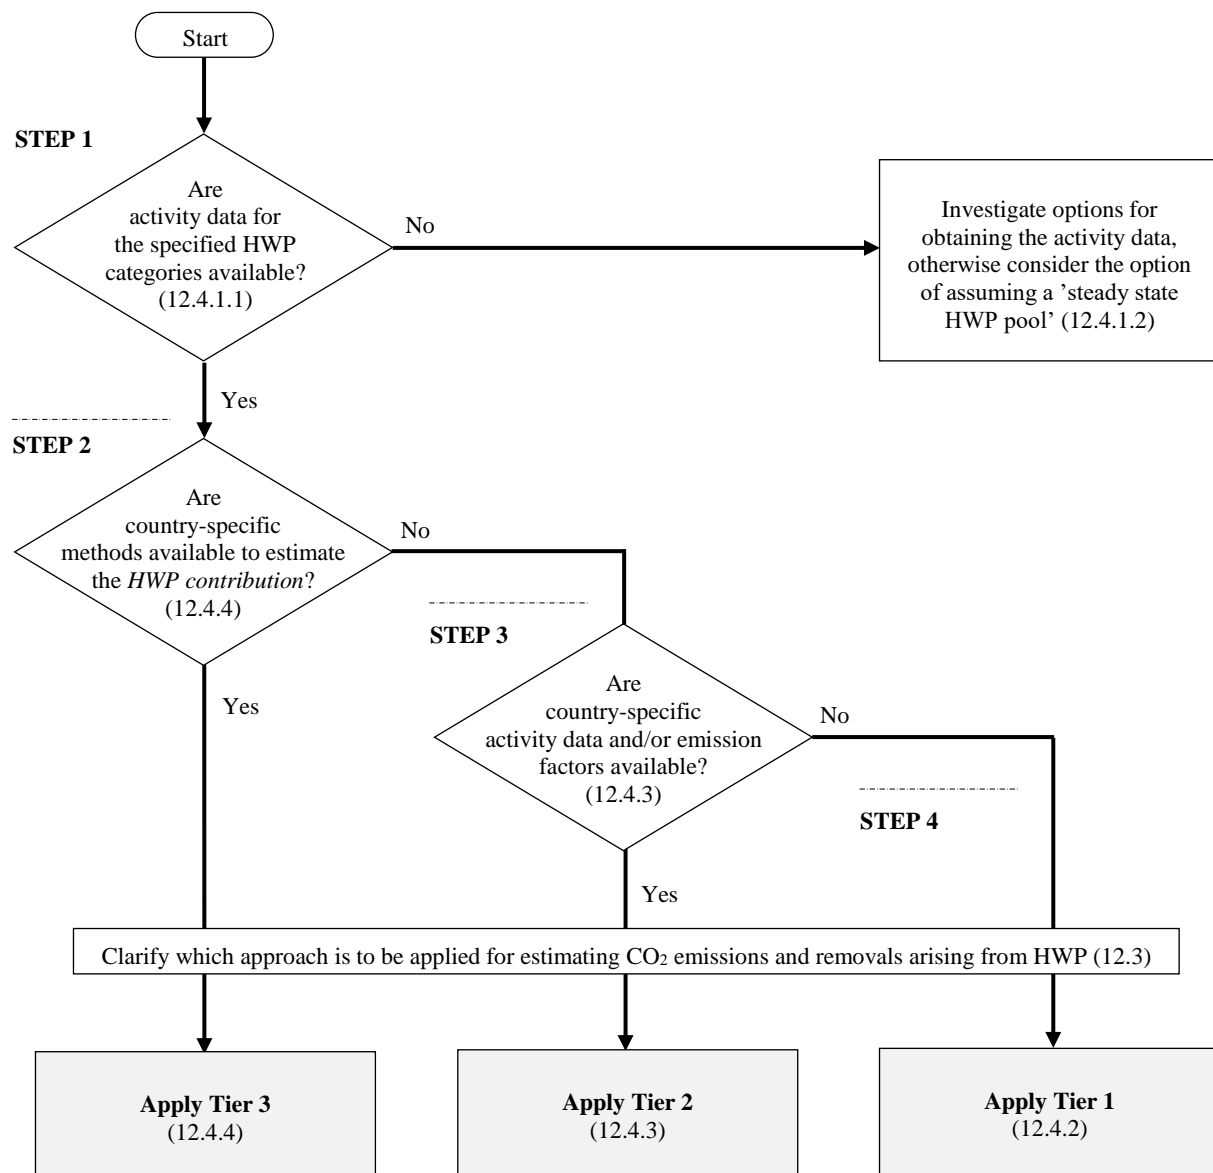 Start
STEP 1
Are
activity data for
the specified HWP
categories available?
(12.4.1.1)
No
Investigate options for
obtaining the activity data,
otherwise consider the option
of assuming a ’steady state
HWP pool’ (12.4.1.2)
Yes
STEP 2
Are
country-specific
methods available to estimate
the HWP contribution?
(12.4.4)
No
Yes
STEP 3
Are
country-specific
activity data and/or emission
factors available?
(12.4.3)
No
STEP 4
Yes
Clarify which approach is to be applied for estimating CO₂ emissions and removals arising from HWP (12.3)
Apply Tier 3
(12.4.4)
Apply Tier 2
(12.4.3)
Apply Tier 1
(12.4.2)